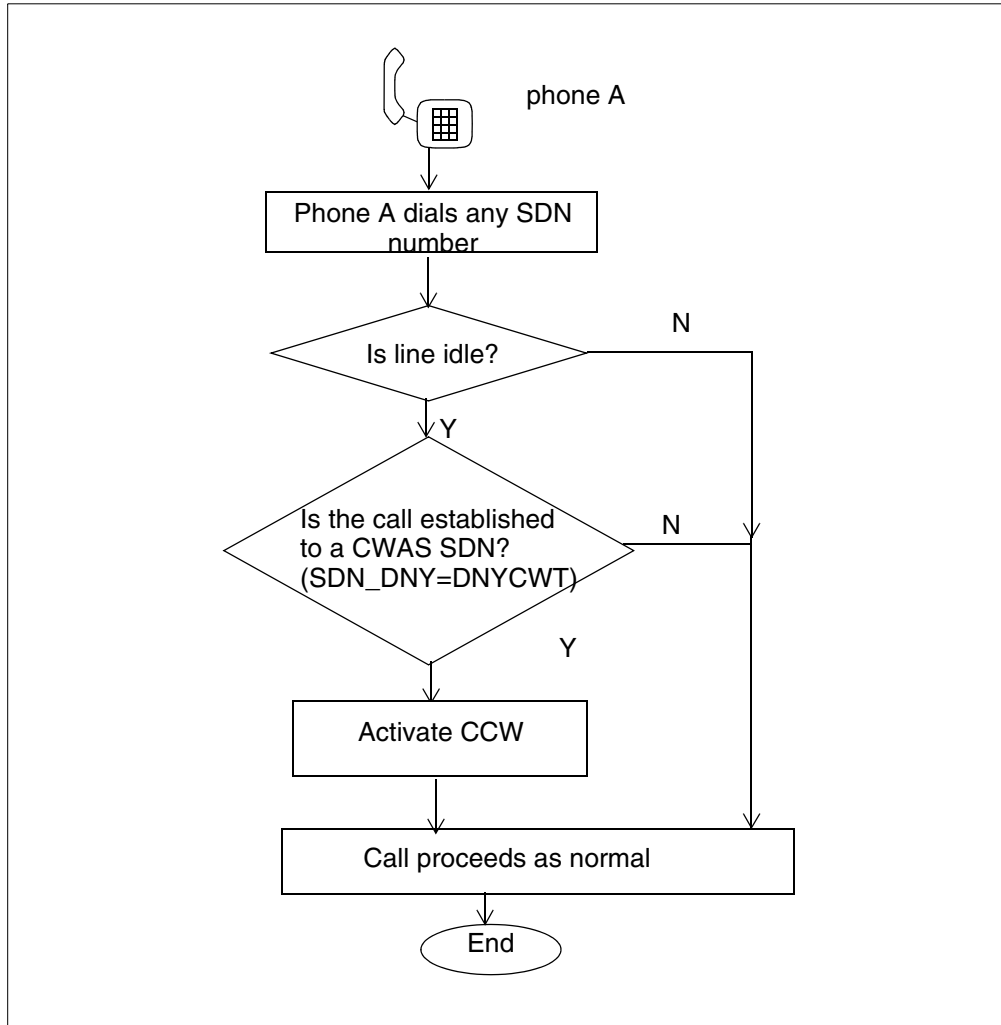 phone A
Phone A dials any SDN
number
Is line idle?
N
Y
Is the call established
to a CWAS SDN?
(SDN_DNY=DNYCWT)
N
Y
Activate CCW
Call proceeds as normal
End